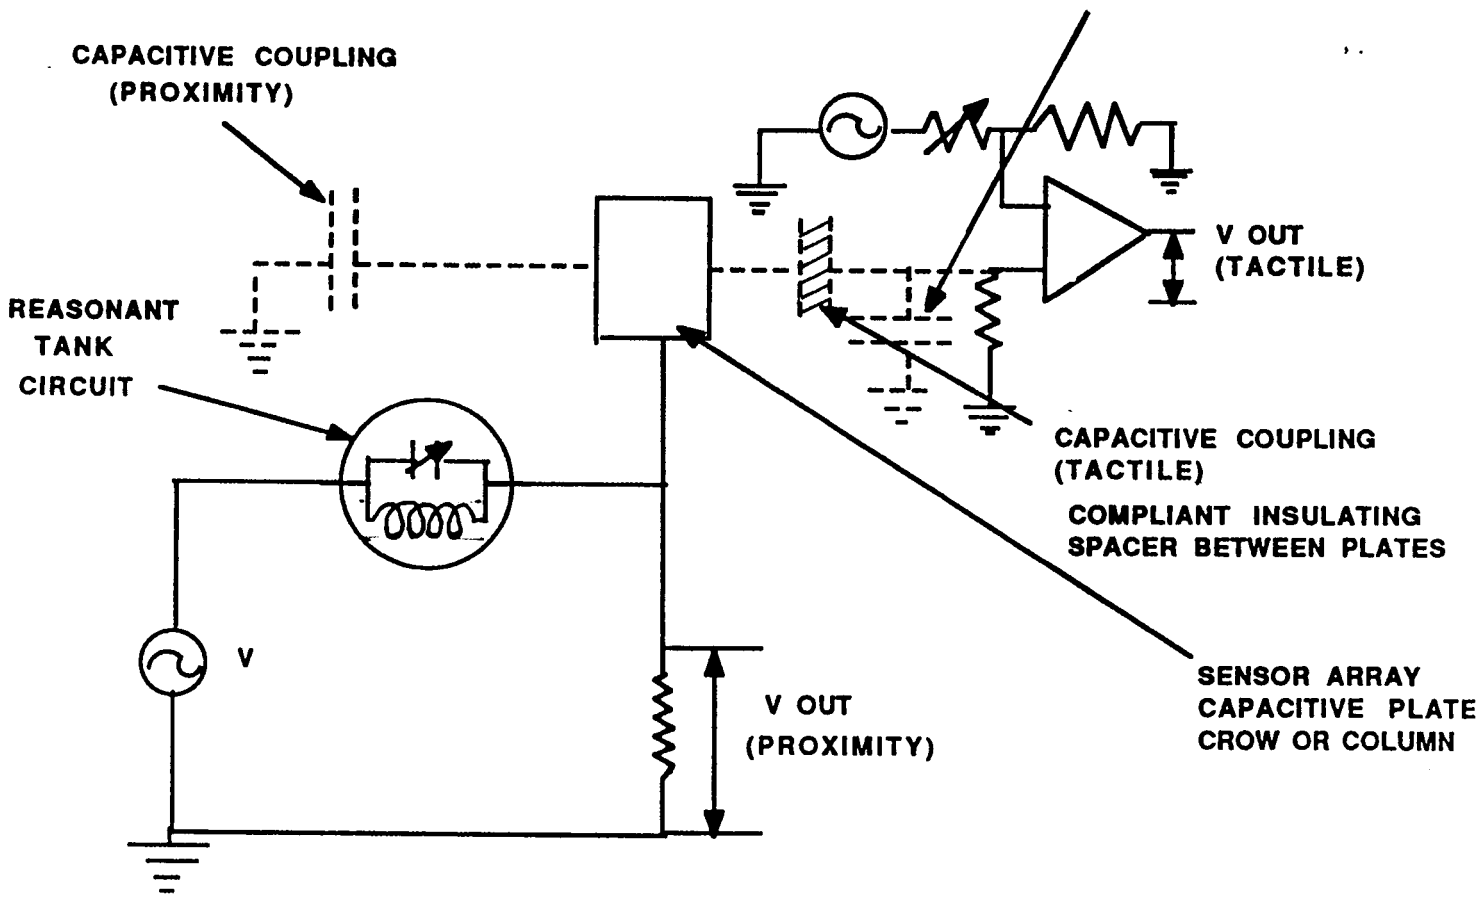 CAPACITIVE COUPLING
(PROXIMITY)
V OUT
(TACTILE)
REASONANT
TANK
CIRCUIT
CAPACITIVE COUPLING
(TACTILE)
COMPLIANT INSULATING
SPACER BETWEEN PLATES
V
SENSOR ARRAY
CAPACITIVE PLATE
CROW OR COLUMN
V OUT
(PROXIMITY)